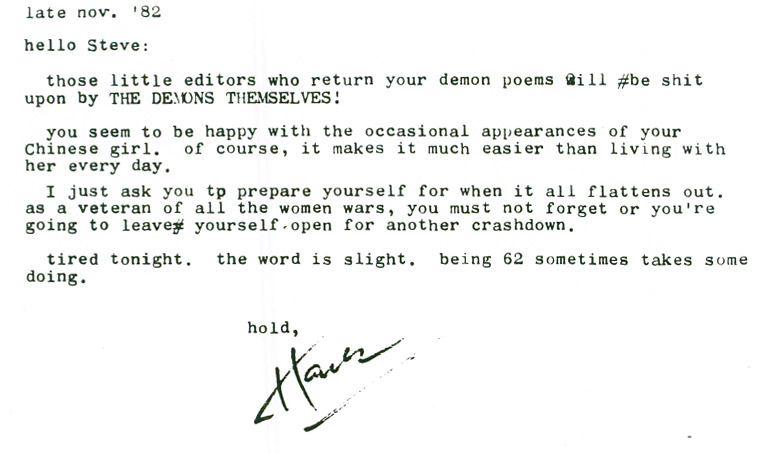 late nov. '82
hello Steve:
those little editors who return your demon poems will #be shit
upon by THE DEMONS THEMSELVES!
you seem to be happy with the occasional appearances of your
Chinese girl. of course, it makes it much easier than living with
her every day.
I just ask you tp prepare yourself for when it all flattens out.
as a veteran of all the women wars, you must not forget or you're
going to leave# yourself-open for another crashdown.
tired tonight. the word is slight. being 62 sometimes takes some
doing.
hold,
Hank